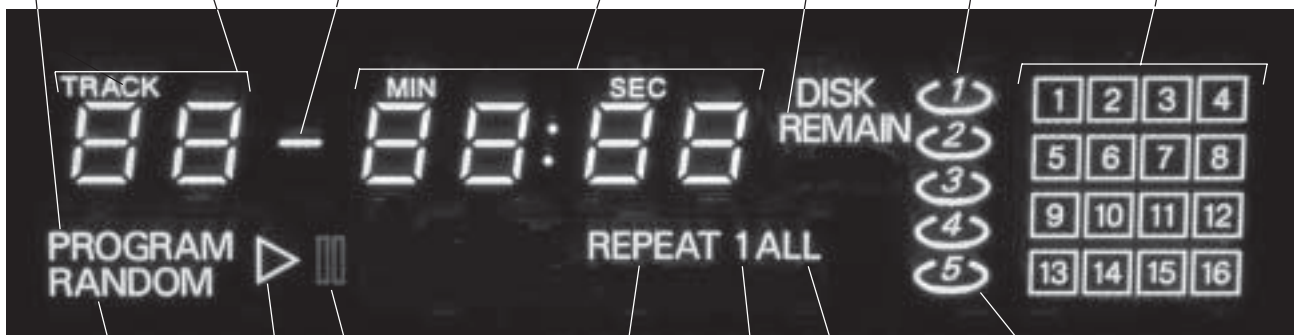 TRACK MIN SEC
88 - 88:88
DISK
REMAIN
PROGRAM
RANDOM
REPEAT 1 ALL
1
2
3
4
5
1 2 3 4
5 6 7 8
9 10 11 12
13 14 15 16